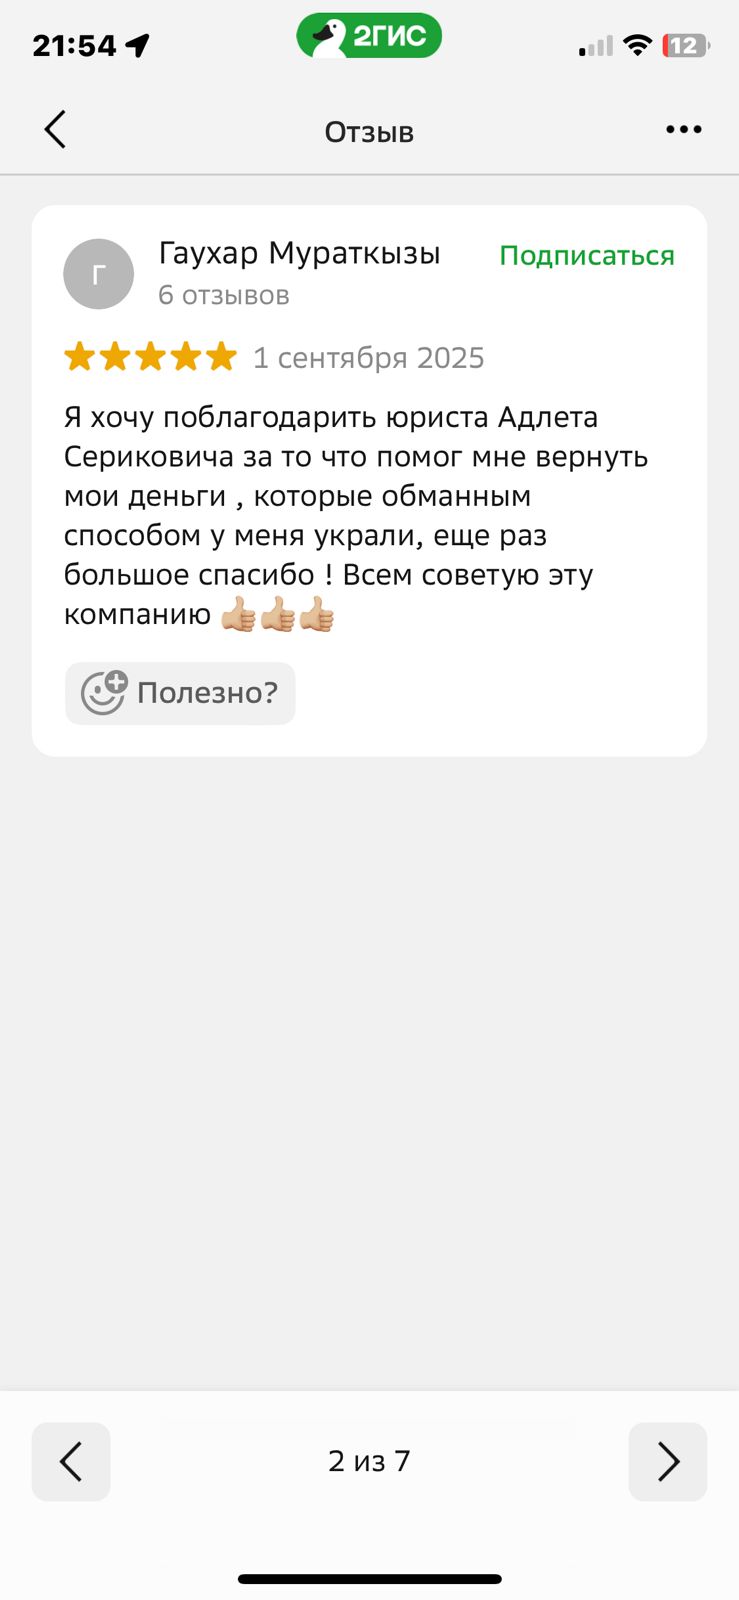 21:54
2ГИС
12
Отзыв
Г
Гаухар Мураткызы
Подписаться
6 отзывов
1 сентября 2025
Я хочу поблагодарить юриста Адлета
Сериковича за то что помог мне вернуть
мои деньги , которые обманным
способом у меня украли, еще раз
большое спасибо ! Всем советую эту
компанию 👍🏼👍🏼👍🏼
Полезно?
2 из 7